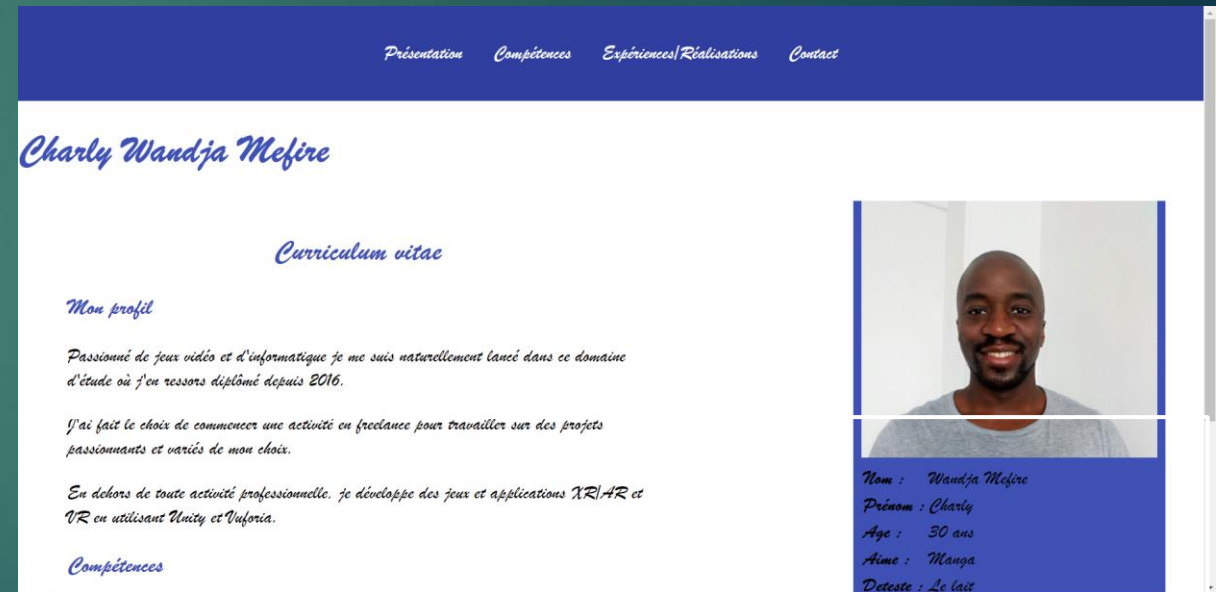 Présentation Compétences Expériences/Réalisations Contact
Charly Wandja Mefire
Curriculum vitae
Mon profil
Passionné de jeux vidéo et d'informatique je me suis naturellement lancé dans ce domaine
d'étude où j'en ressors diplômé depuis 2016.
J'ai fait le choix de commencer une activité en freelance pour travailler sur des projets
passionnants et variés de mon choix.
En dehors de toute activité professionnelle, je développe des jeux et applications XR/AR et
VR en utilisant Unity et Vuforia.
Compétences
Nom : Wandja Mefire
Prénom : Charly
Age : 30 ans
Aime : Manga
Deteste : Le lait